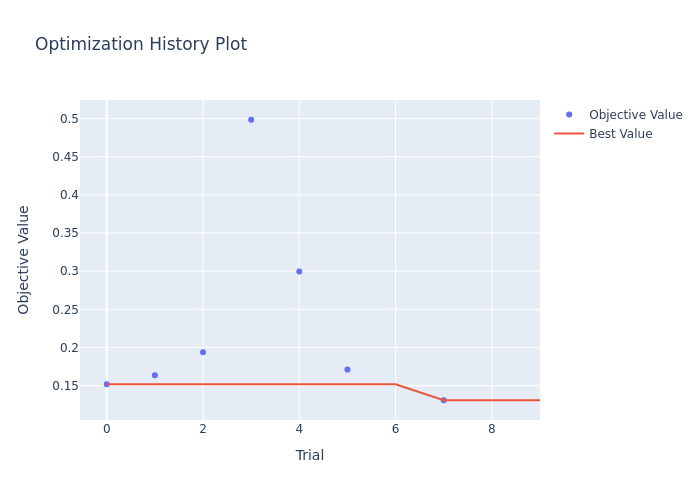 Optimization History Plot
Objective Value
Best Value
0.5
0.45
0.4
0.35
0.3
0.25
0.2
0.15
Objective Value
0
2
4
6
8
Trial